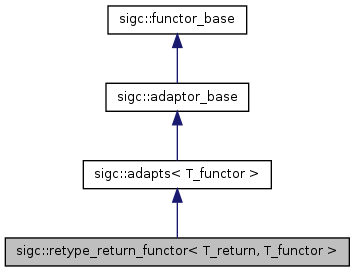 sigc::functor_base
sigc::adaptor_base
sigc::adapts< T_functor >
sigc::retype_return_functor< T_return, T_functor >